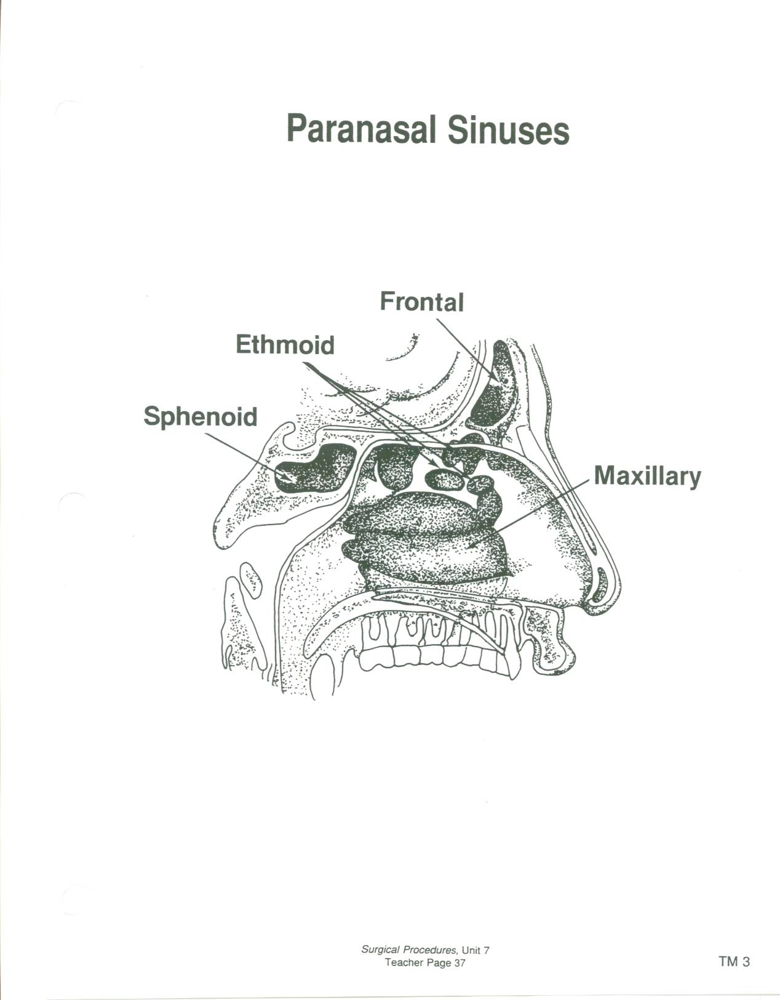 Paranasal Sinuses
Frontal
Ethmoid
Sphenoid
Maxillary
Surgical Procedures, Unit 7
Teacher Page 37
TM 3